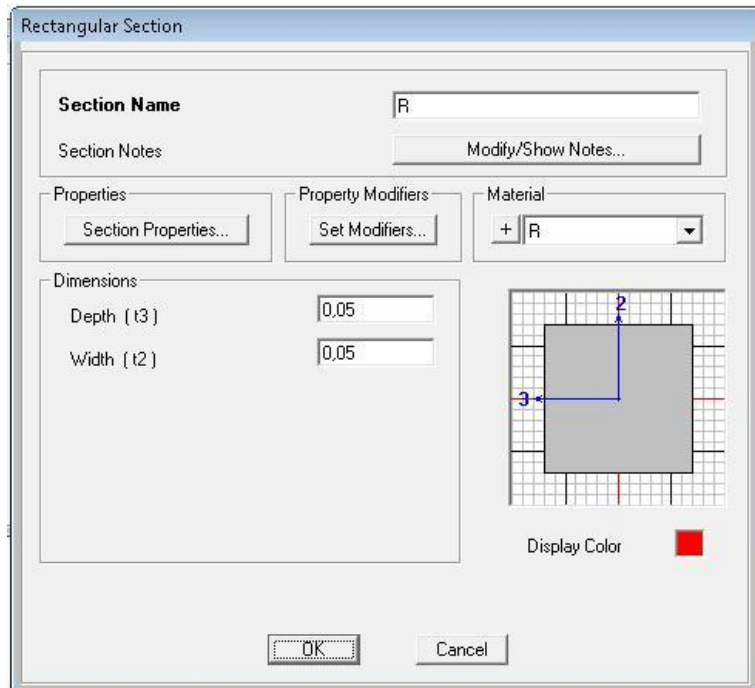 Rectangular Section
Section Name R
Section Notes Modify/Show Notes...
Properties Property Modifiers Material
Section Properties... Set Modifiers... + R
Dimensions
Depth ( t3 ) 0,05
Width ( t2 ) 0,05
2
3
Display Color
OK Cancel